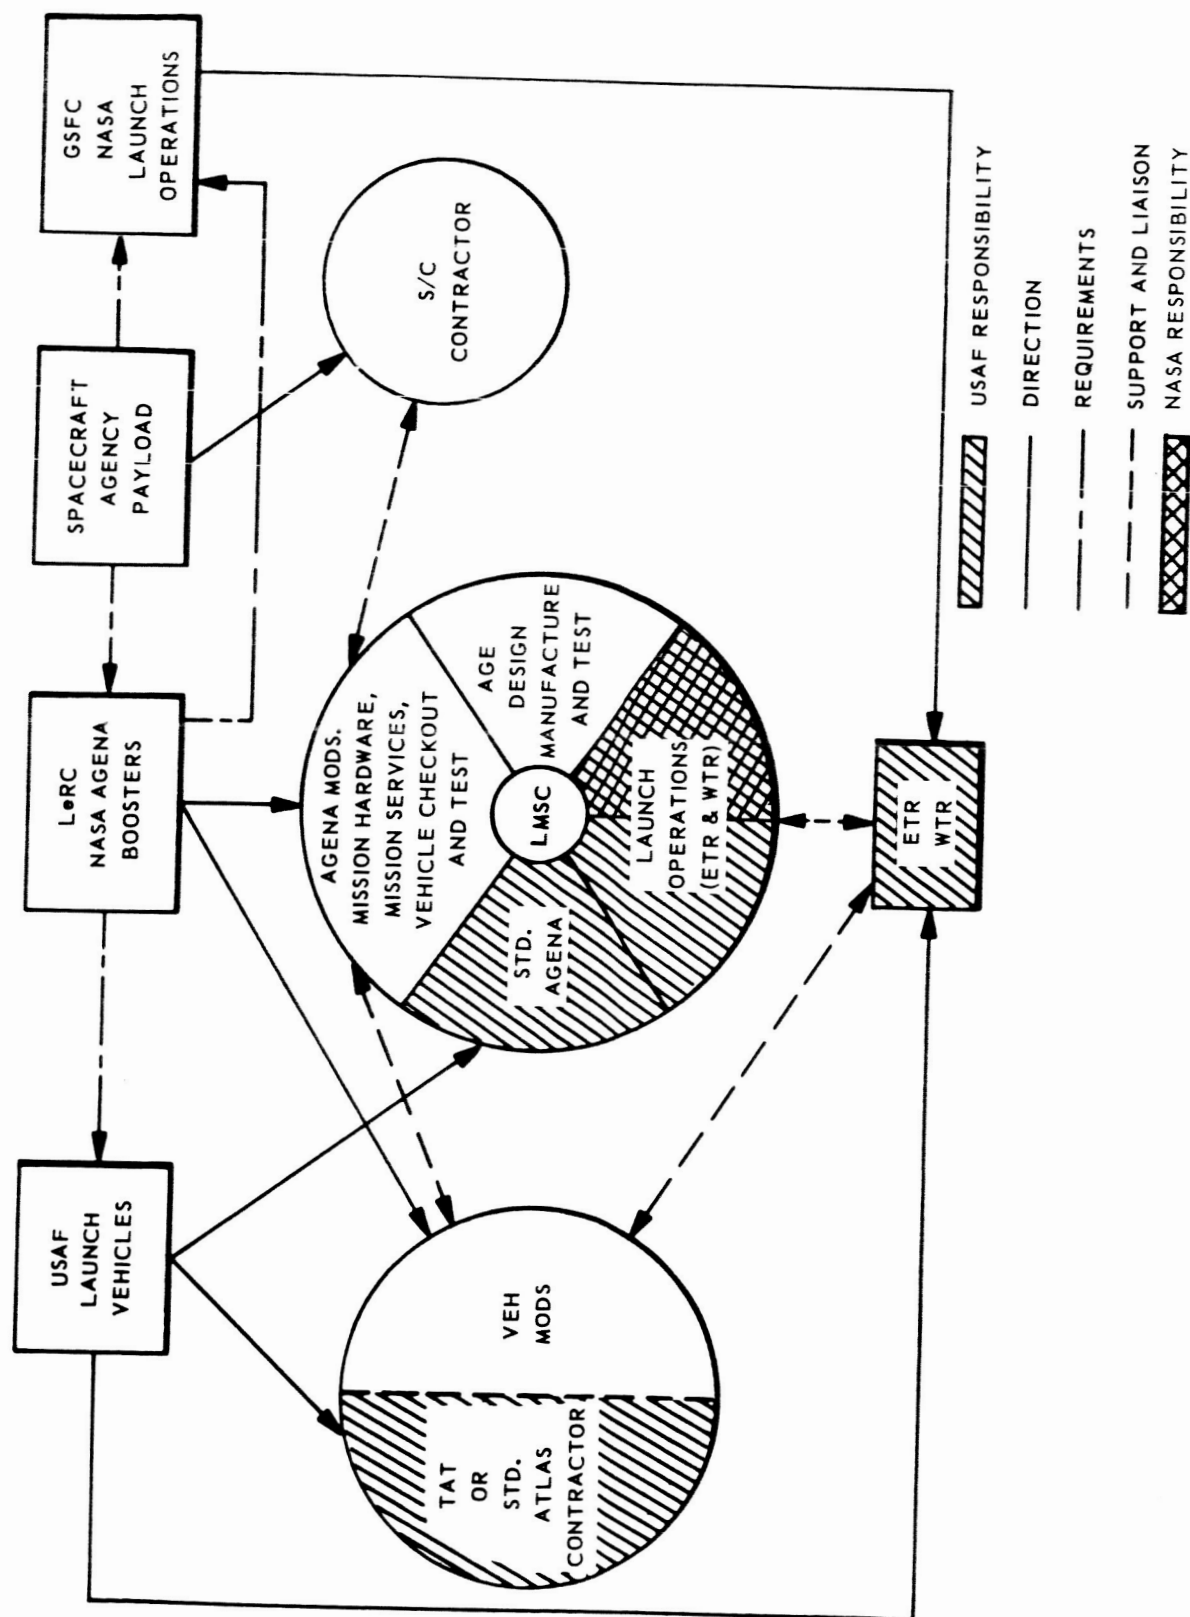 USAF
LAUNCH
VEHICLES
LeRC
NASA AGENA
BOOSTERS
SPACECRAFT
AGENCY
PAYLOAD
GSFC
NASA
LAUNCH
OPERATIONS
TAT
OR
STD.
ATLAS
CONTRACTOR
VEH
MODS
AGENA MODS.
MISSION HARDWARE,
MISSION SERVICES,
VEHICLE CHECKOUT
AND TEST
STD.
AGENA
LMSC
AGE
DESIGN
MANUFACTURE
AND TEST
LAUNCH
OPERATIONS
(ETR & WTR)
S/C
CONTRACTOR
ETR
WTR
USAF RESPONSIBILITY
DIRECTION
REQUIREMENTS
SUPPORT AND LIAISON
NASA RESPONSIBILITY